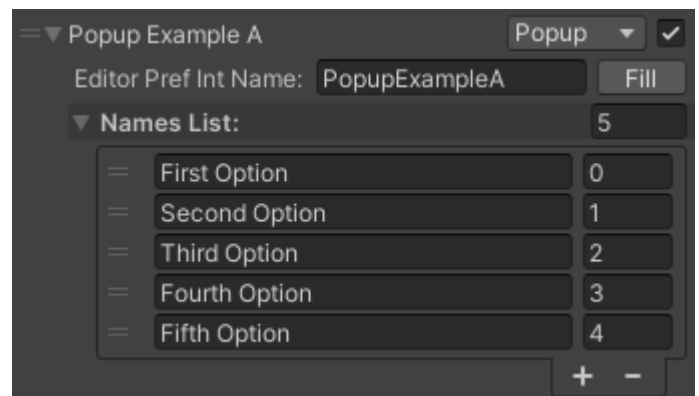 Popup Example A Popup
Editor Pref Int Name: PopupExampleA Fill
Names List: 5
First Option 0
Second Option 1
Third Option 2
Fourth Option 3
Fifth Option 4
+ -